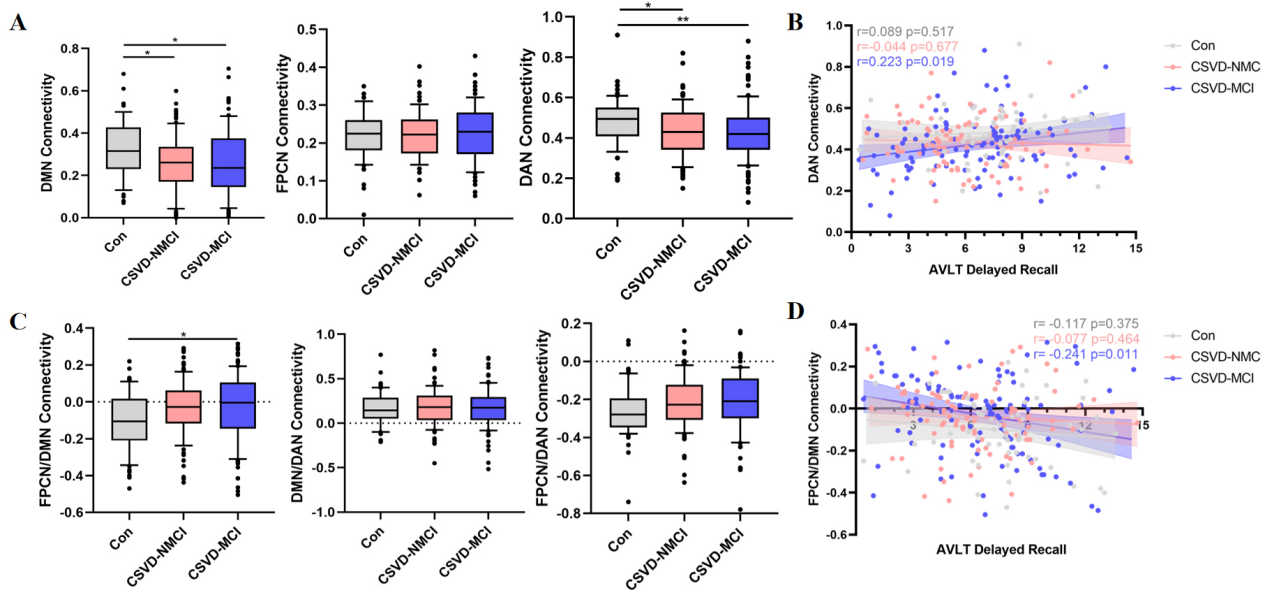 A
DMN Connectivity
0.8
0.6
0.4
0.2
0.0
*
*
Con
CSVD-NMCI
CSVD-MCI
FPCN Connectivity
0.5
0.4
0.3
0.2
0.1
0.0
Con
CSVD-NMCI
CSVD-MCI
DAN Connectivity
1.0
0.8
0.6
0.4
0.2
0.0
*
**
Con
CSVD-NMCI
CSVD-MCI
B
DAN Connectivity
1.0
0.8
0.6
0.4
0.2
0.0
r=0.089 p=0.517
r=-0.044 p=0.677
r=0.223 p=0.019
0 3 6 9 12 15
AVLT Delayed Recall
Con
CSVD-NMC
CSVD-MCI
C
FPCN/DMN Connectivity
0.4
0.2
0.0
-0.2
-0.4
-0.6
*
Con
CSVD-NMCI
CSVD-MCI
DMN/DAN Connectivity
1.0
0.5
0.0
-0.5
-1.0
Con
CSVD-NMCI
CSVD-MCI
FPCN/DAN Connectivity
0.2
0.0
-0.2
-0.4
-0.6
-0.8
Con
CSVD-NMCI
CSVD-MCI
D
FPCN/DMN Connectivity
0.4
0.2
0.0
-0.2
-0.4
-0.6
r= -0.117 p=0.375
r= -0.077 p=0.464
r= -0.241 p=0.011
3 6 12 15
AVLT Delayed Recall
Con
CSVD-NMC
CSVD-MCI